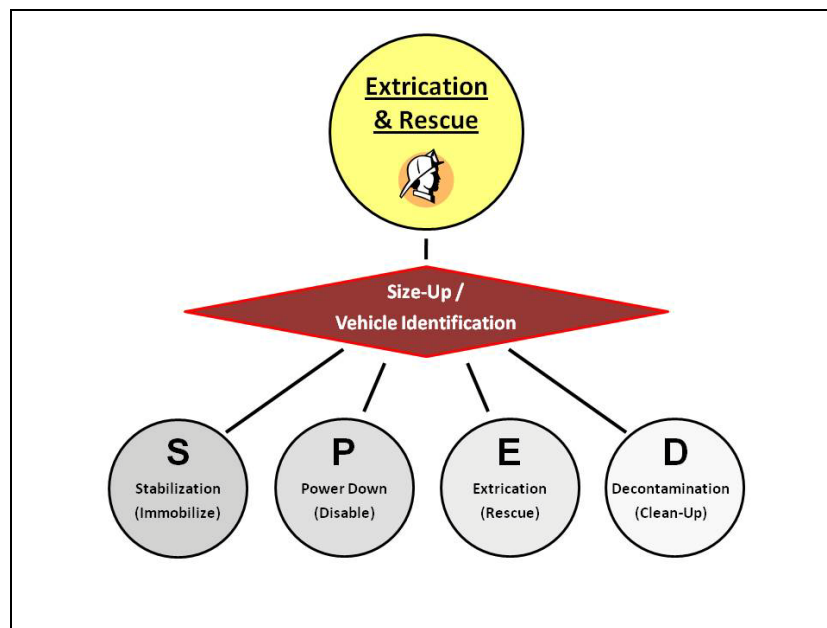 Extrication
& Rescue
Size-Up /
Vehicle Identification
S
Stabilization
(Immobilize)
P
Power Down
(Disable)
E
Extrication
(Rescue)
D
Decontamination
(Clean-Up)